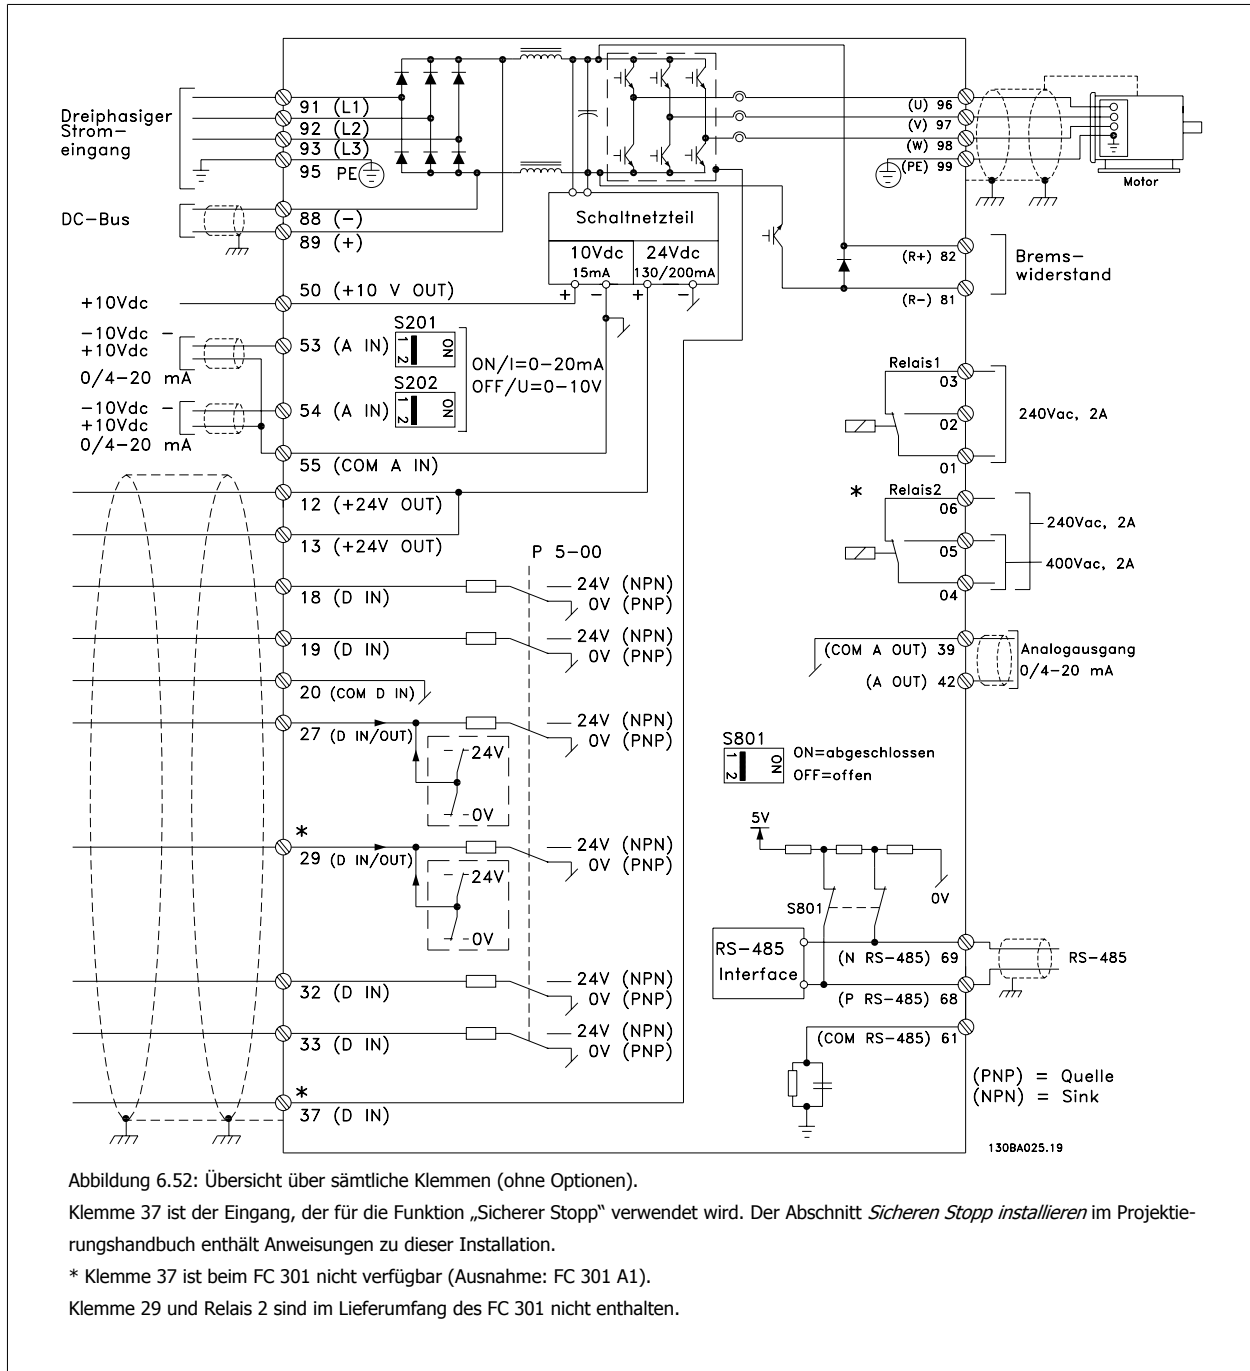 Dreiphasiger
Strom-
eingang
91 (L1)
92 (L2)
93 (L3)
95 PE
DC-Bus
88 (-)
89 (+)
+10Vdc
50 (+10 V OUT)
-10Vdc -
+10Vdc
0/4-20 mA
53 (A IN)
S201
1 2
ON
ON/I=0-20mA
OFF/U=0-10V
-10Vdc -
+10Vdc
0/4-20 mA
54 (A IN)
S202
1 2
ON
55 (COM A IN)
12 (+24V OUT)
13 (+24V OUT)
P 5-00
18 (D IN)
24V (NPN)
0V (PNP)
19 (D IN)
24V (NPN)
0V (PNP)
20 (COM D IN)
27 (D IN/OUT)
24V (NPN)
0V (PNP)
24V
0V
*
29 (D IN/OUT)
24V (NPN)
0V (PNP)
24V
0V
32 (D IN)
24V (NPN)
0V (PNP)
33 (D IN)
24V (NPN)
0V (PNP)
*
37 (D IN)
Schaltnetzteil
10Vdc
15mA
24Vdc
130/200mA
+ - + -
(U) 96
(V) 97
(W) 98
(PE) 99
Motor
(R+) 82
(R-) 81
Brems-
widerstand
Relais1
03
02
01
240Vac, 2A
*
Relais2
06
05
04
240Vac, 2A
400Vac, 2A
(COM A OUT) 39
(A OUT) 42
Analogausgang
0/4-20 mA
S801
1 2
ON
ON=abgeschlossen
OFF=offen
5V
0V
S801
RS-485
Interface
(N RS-485) 69
(P RS-485) 68
(COM RS-485) 61
RS-485
(PNP) = Quelle
(NPN) = Sink
130BA025.19
Abbildung 6.52: Übersicht über sämtliche Klemmen (ohne Optionen).
Klemme 37 ist der Eingang, der für die Funktion „Sicherer Stopp“ verwendet wird. Der Abschnitt Sicheren Stopp installieren im Projektie-
rungshandbuch enthält Anweisungen zu dieser Installation.
* Klemme 37 ist beim FC 301 nicht verfügbar (Ausnahme: FC 301 A1).
Klemme 29 und Relais 2 sind im Lieferumfang des FC 301 nicht enthalten.